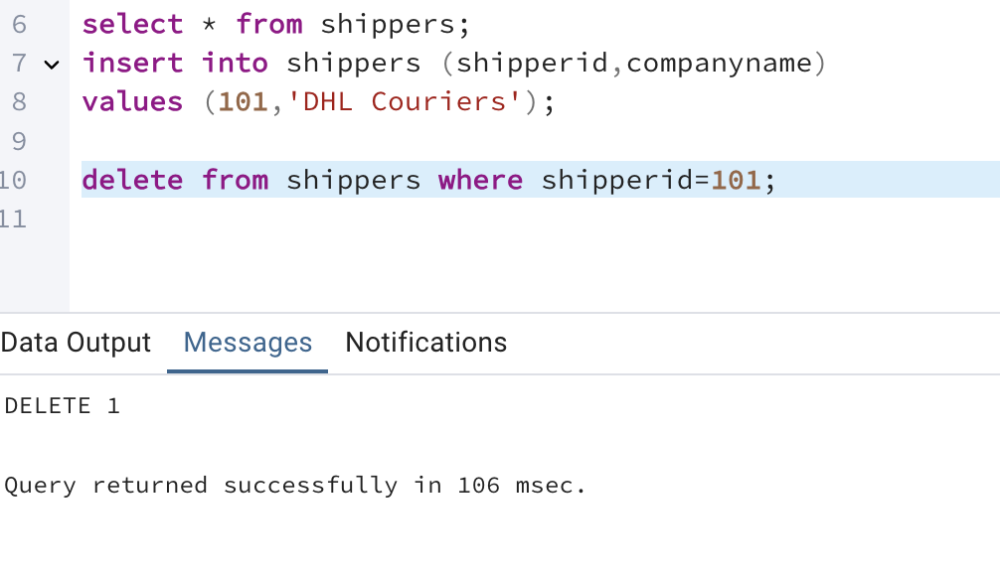 6 select * from shippers;
7 insert into shippers (shipperid,companyname)
8 values (101,'DHL Couriers');
9
10 delete from shippers where shipperid=101;
11
Data Output Messages Notifications
DELETE 1
Query returned successfully in 106 msec.